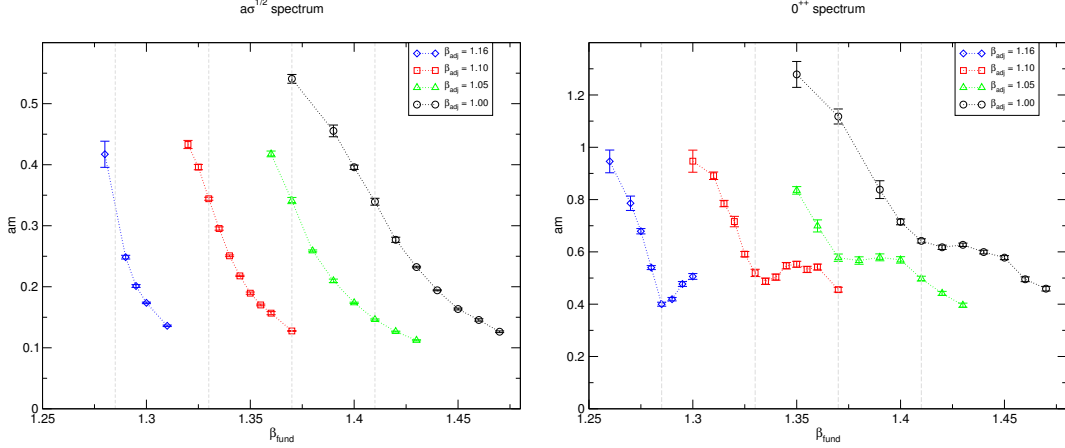 aσ^1/2 spectrum
am
0.5
0.4
0.3
0.2
0.1
0
1.25
1.3
1.35
1.4
1.45
β_fund
β_adj = 1.16
β_adj = 1.10
β_adj = 1.05
β_adj = 1.00
0^++ spectrum
am
1.2
1
0.8
0.6
0.4
0.2
0
1.25
1.3
1.35
1.4
1.45
β_fund
β_adj = 1.16
β_adj = 1.10
β_adj = 1.05
β_adj = 1.00